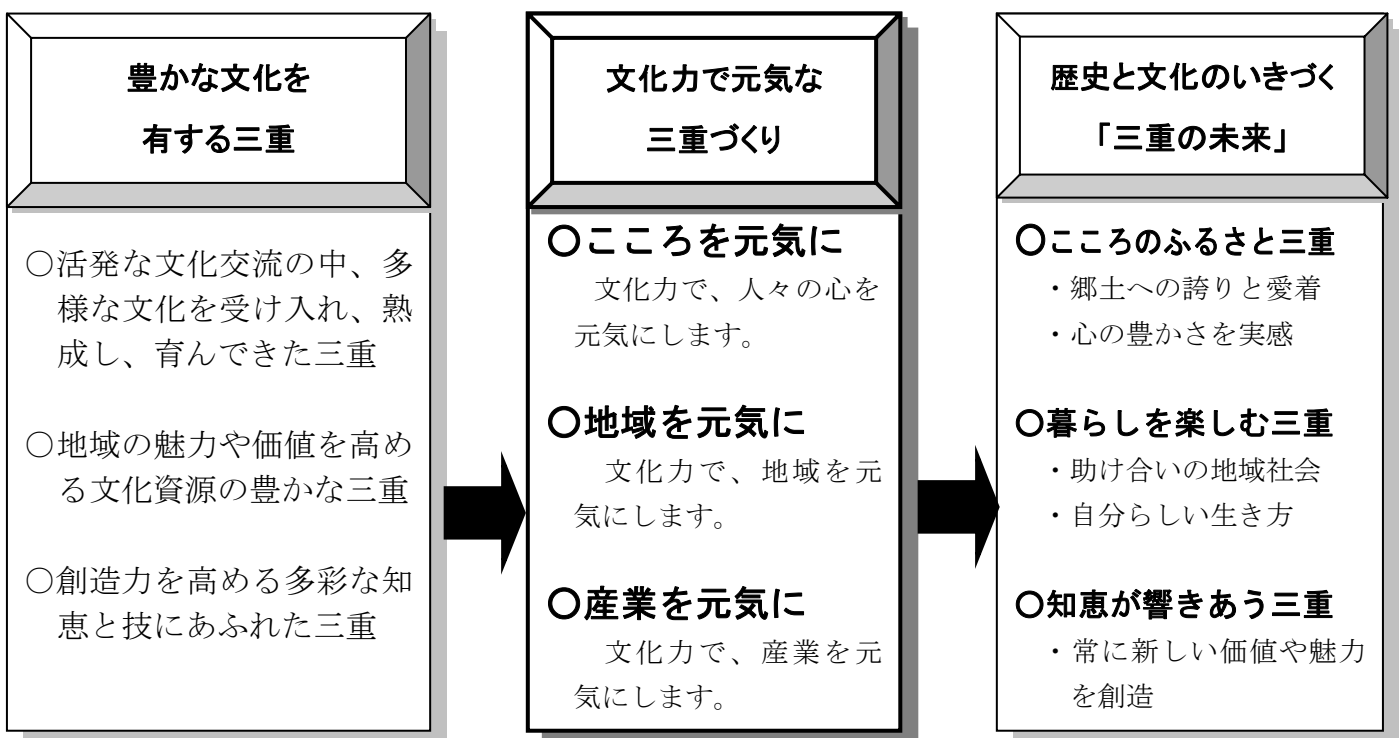 豊かな文化を
有する三重
○活発な文化交流の中、多
様な文化を受け入れ、熟
成し、育んできた三重
○地域の魅力や価値を高め
る文化資源の豊かな三重
○創造力を高める多彩な知
恵と技にあふれた三重
文化力で元気な
三重づくり
○こころを元気に
文化力で、人々の心を
元気にします。
○地域を元気に
文化力で、地域を元
気にします。
○産業を元気に
文化力で、産業を元
気にします。
歴史と文化のいきづく
「三重の未来」
○こころのふるさと三重
・郷土への誇りと愛着
・心の豊かさを実感
○暮らしを楽しむ三重
・助け合いの地域社会
・自分らしい生き方
○知恵が響きあう三重
・常に新しい価値や魅力
を創造